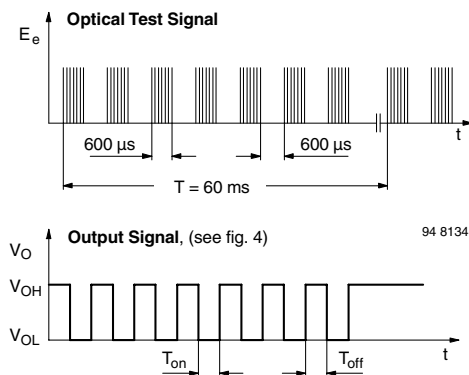 Optical Test Signal
E e
t
600 µs 600 µs
T = 60 ms
94 8134
Output Signal, (see fig. 4)
V O
V OH
V OL
t
T on T off